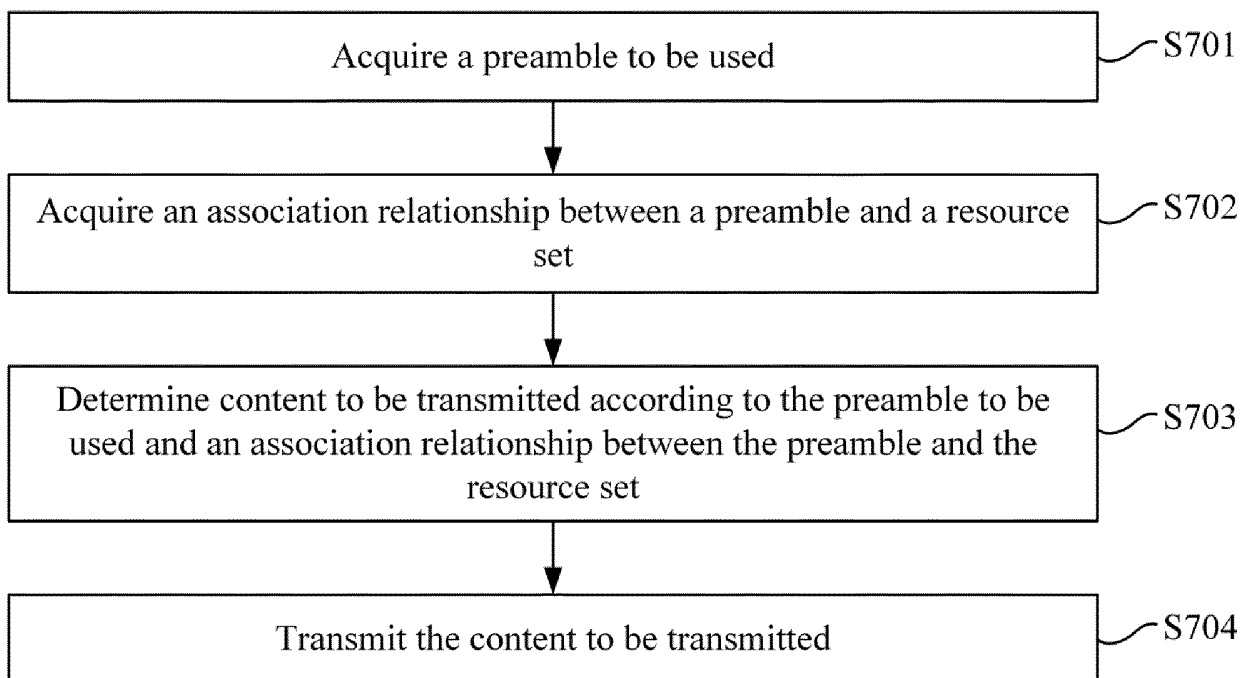 Acquire a preamble to be used
S701
Acquire an association relationship between a preamble and a resource
set
S702
Determine content to be transmitted according to the preamble to be
used and an association relationship between the preamble and the
resource set
S703
Transmit the content to be transmitted
S704